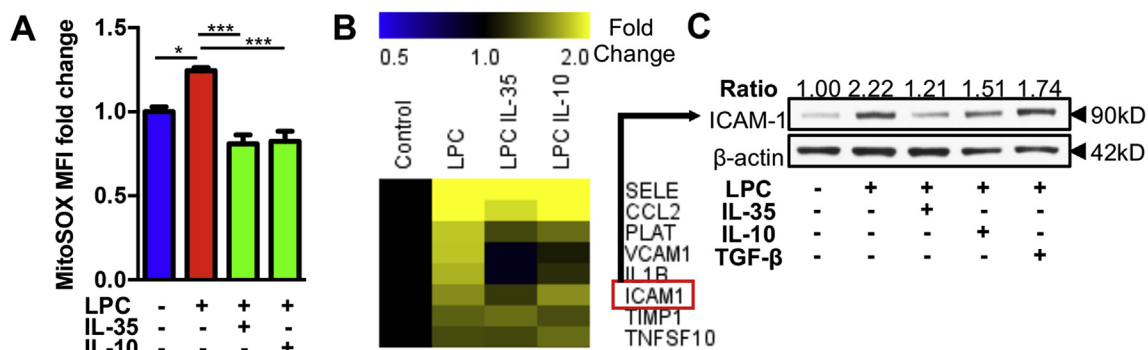 A
MitoSOX MFI fold change
1.5
1.0
0.5
0.0
*
***
***
LPC - + + +
IL-35 - - + -
IL-10 - - - +
B
Fold
Change
0.5 1.0 2.0
Control
LPC
LPC IL-35
LPC IL-10
SELE
CCL2
PLAT
VCAM1
IL1B
ICAM1
TIMP1
TNFSF10
C
Ratio 1.00 2.22 1.21 1.51 1.74
ICAM-1 90kD
β-actin 42kD
LPC - + + + +
IL-35 - - + - -
IL-10 - - - + -
TGF-β - - - - +